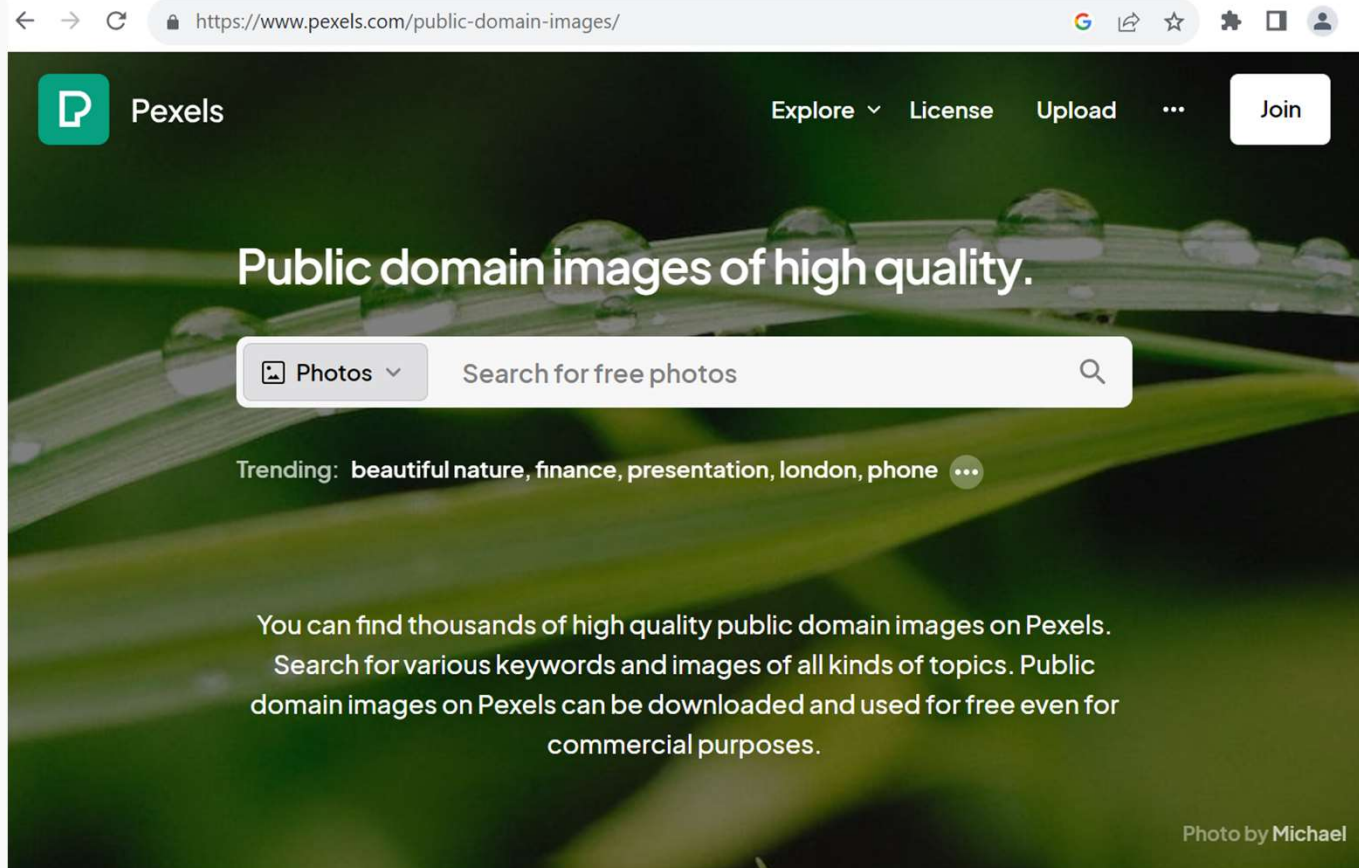 https://www.pexels.com/public-domain-images/
Pexels
Explore License Upload ... Join
Public domain images of high quality.
Photos Search for free photos
Trending: beautiful nature, finance, presentation, london, phone ...
You can find thousands of high quality public domain images on Pexels.
Search for various keywords and images of all kinds of topics. Public
domain images on Pexels can be downloaded and used for free even for
commercial purposes.
Photo by Michael